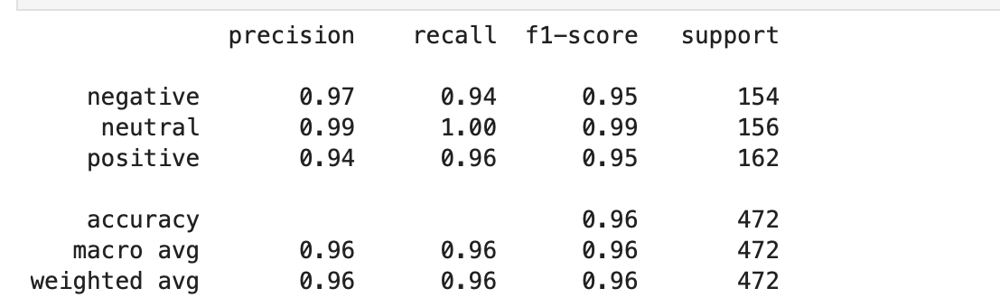 precision recall f1-score support
negative 0.97 0.94 0.95 154
neutral 0.99 1.00 0.99 156
positive 0.94 0.96 0.95 162
accuracy 0.96 472
macro avg 0.96 0.96 0.96 472
weighted avg 0.96 0.96 0.96 472